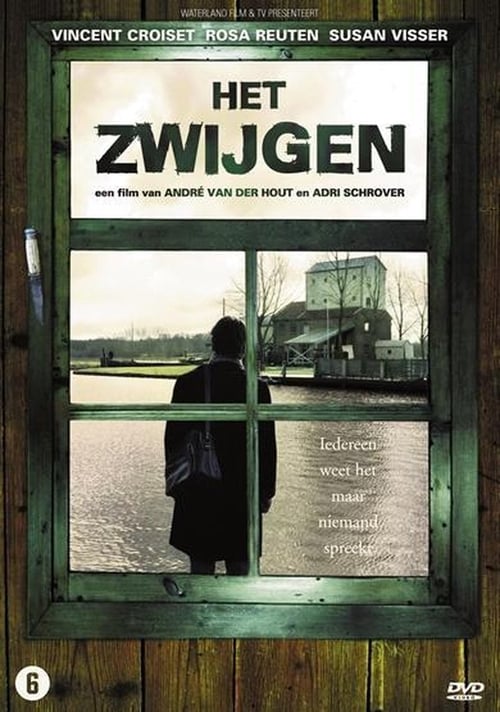 WATERLAND FILM & TV PRESENTEERT
VINCENT CROISET ROSA REUTEN SUSAN VISSER
HET
ZWIJGEN
een film van ANDRÉ VAN DER HOUT en ADRI SCHROVER
Iedereen
weet het
maar
niemand
spreekt
6
DVD
VIDEO